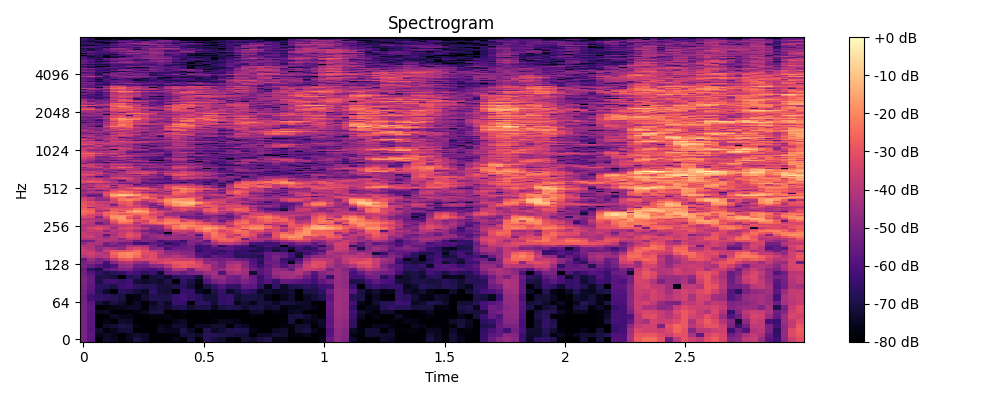 Spectrogram
Hz
4096
2048
1024
512
256
128
64
0
0
0.5
1
1.5
2
2.5
Time
+0 dB
-10 dB
-20 dB
-30 dB
-40 dB
-50 dB
-60 dB
-70 dB
-80 dB